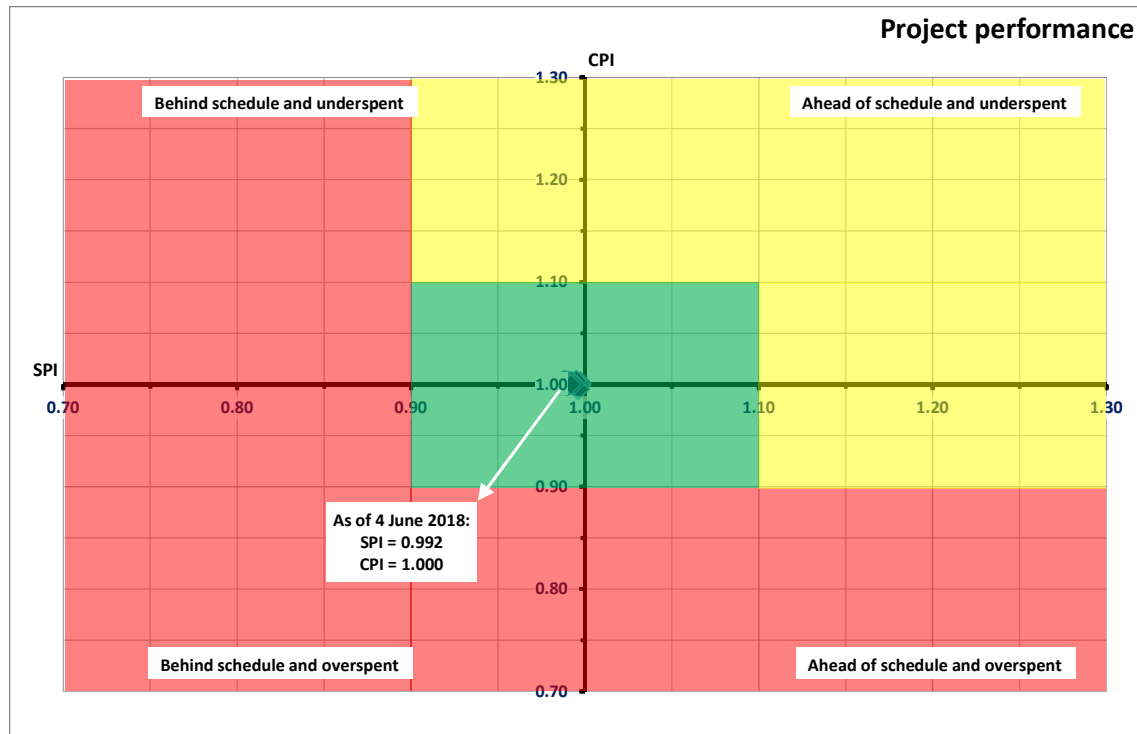 Project performance
CPI
1.30
Behind schedule and underspent
Ahead of schedule and underspent
1.20
1.10
SPI
1.00
0.70 0.80 0.90 1.00 1.10 1.20 1.30
0.90
As of 4 June 2018:
SPI = 0.992
CPI = 1.000
0.80
Behind schedule and overspent
Ahead of schedule and overspent
0.70